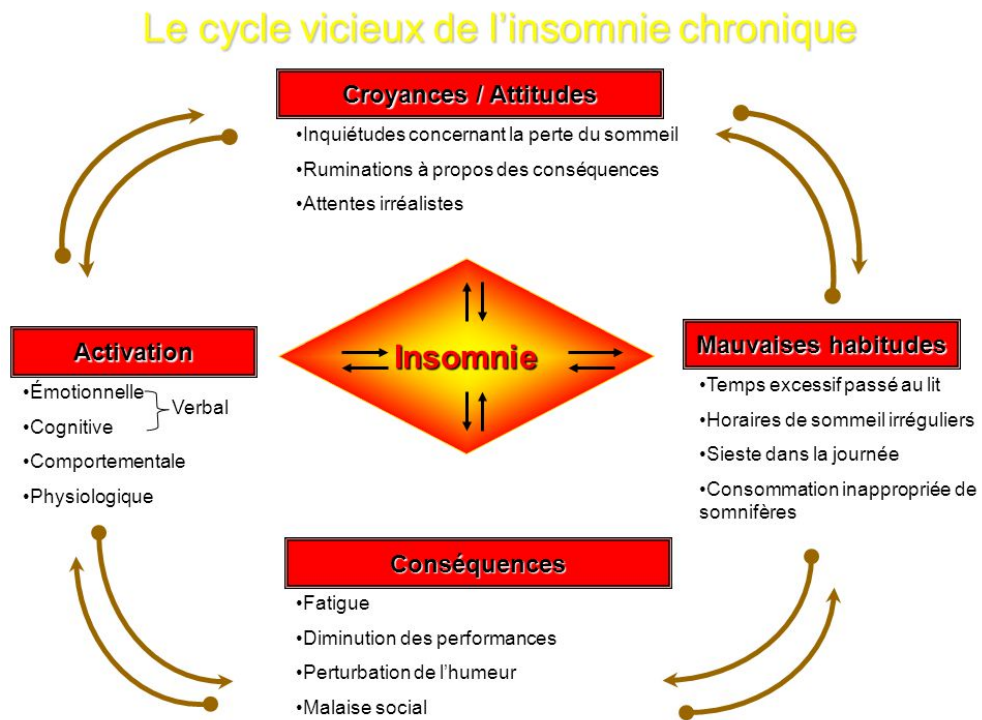 Le cycle vicieux de l'insomnie chronique
Croyances / Attitudes
•Inquiétudes concernant la perte du sommeil
•Ruminations à propos des conséquences
•Attentes irréalistes
Activation
•Émotionnelle
•Cognitive
Verbal
•Comportementale
•Physiologique
Insomnie
Mauvaises habitudes
•Temps excessif passé au lit
•Horaires de sommeil irréguliers
•Sieste dans la journée
•Consommation inappropriée de
somnifères
Conséquences
•Fatigue
•Diminution des performances
•Perturbation de l'humeur
•Malaise social